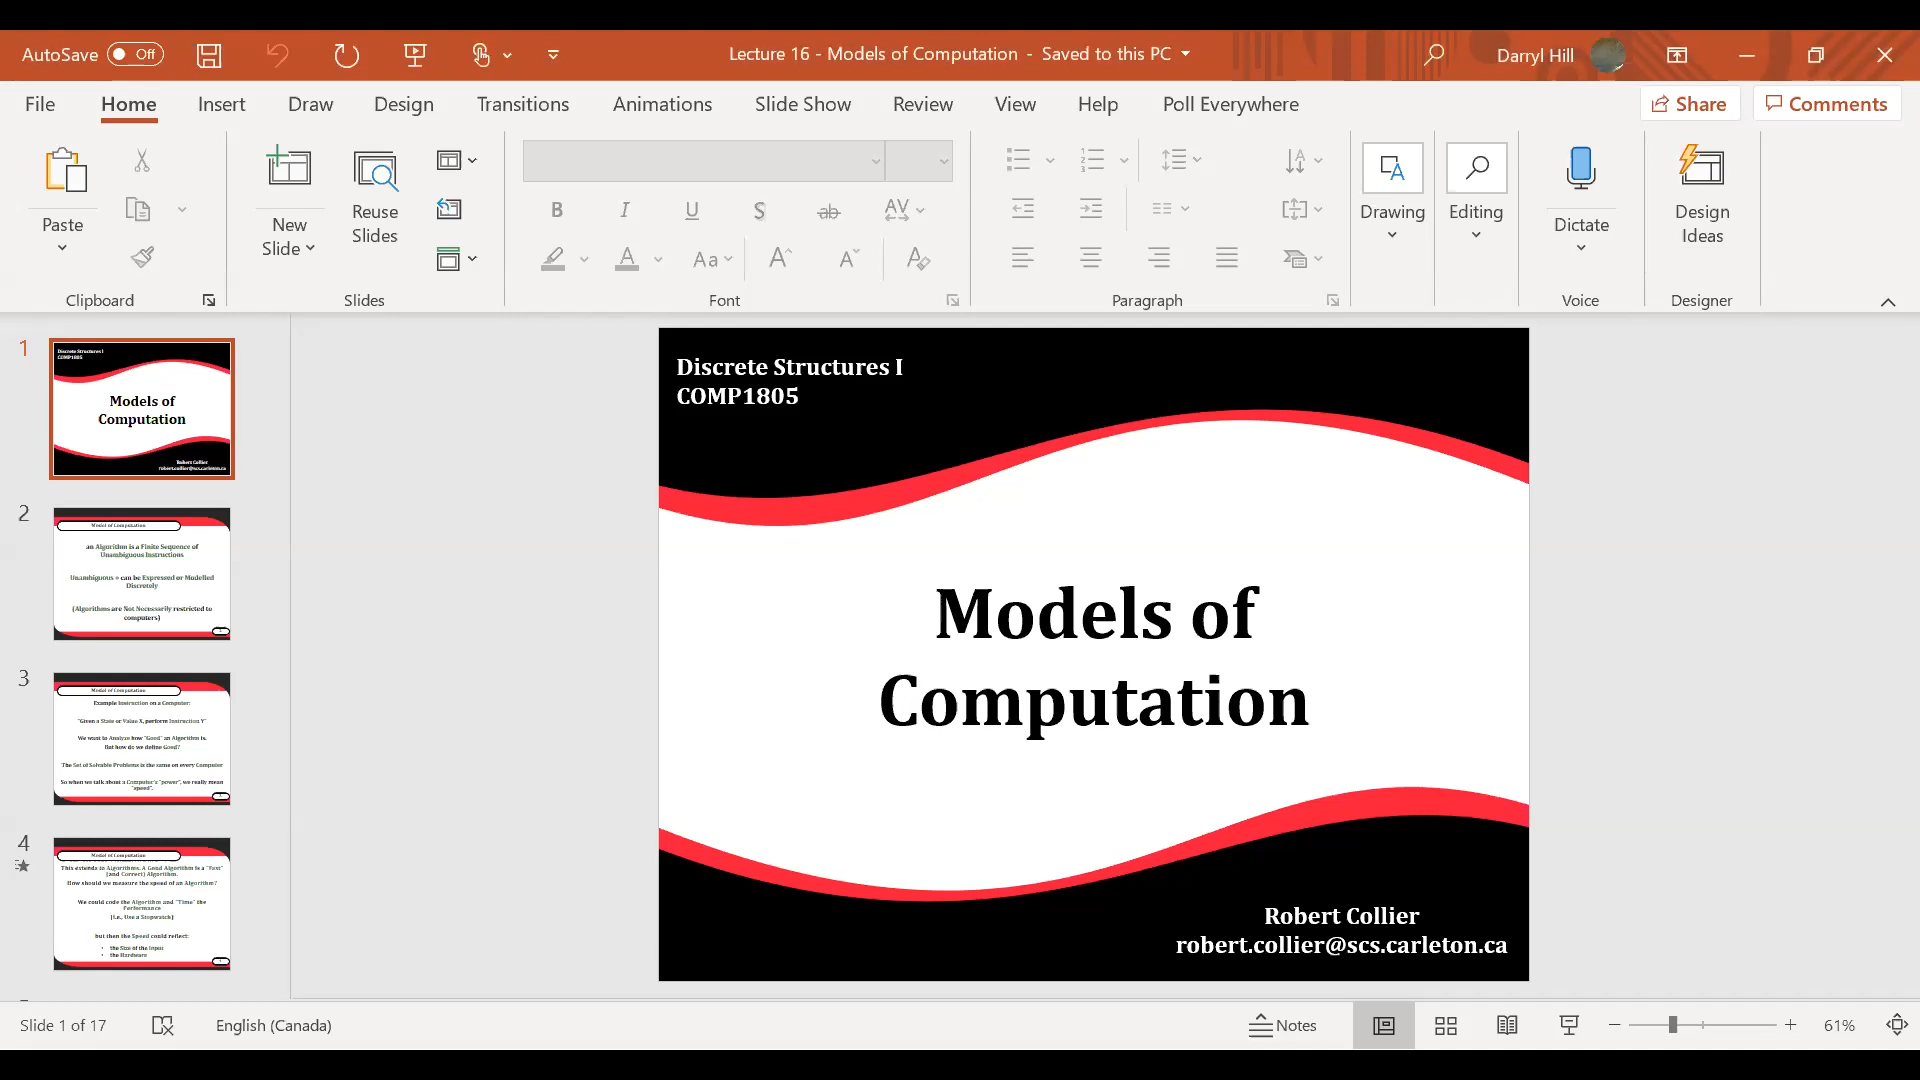 AutoSave Off
Lecture 16 - Models of Computation - Saved to this PC
Darryl Hill
File Home Insert Draw Design Transitions Animations Slide Show Review View Help Poll Everywhere
Share
Comments
Paste
New Slide
Reuse Slides
Drawing
Editing
Dictate
Design Ideas
Clipboard
Slides
Font
Paragraph
Voice
Designer
1
Discrete Structures I
COMP1805
Models of
Computation
Robert Collier
robert.collier@scs.carleton.ca
2
Model of Computation
an Algorithm is a Finite Sequence of
Unambiguous Instructions
Unambiguous = can be Expressed or Modelled
Discretely
(Algorithms are Not Necessarily restricted to
computers)
3
Model of Computation
Example Instruction on a Computer:
"Given a State or Value X, perform Instruction Y"
We want to Analyze how "Good" an Algorithm is,
but how do we define Good?
The Set of Solvable Problems is the same on every Computer
So when we talk about a Computer's "power", we really mean
"speed".
4
Model of Computation
This extends to Algorithms. A Good Algorithm is a "Fast"
(and Correct) Algorithm.
How should we measure the speed of an Algorithm?
We could code the Algorithm and "Time" the
Performance
(i.e., Use a Stopwatch)
but then the Speed could reflect:
• the Size of the Input
• the Hardware
Discrete Structures I
COMP1805
Models of
Computation
Robert Collier
robert.collier@scs.carleton.ca
Slide 1 of 17
English (Canada)
Notes
61%